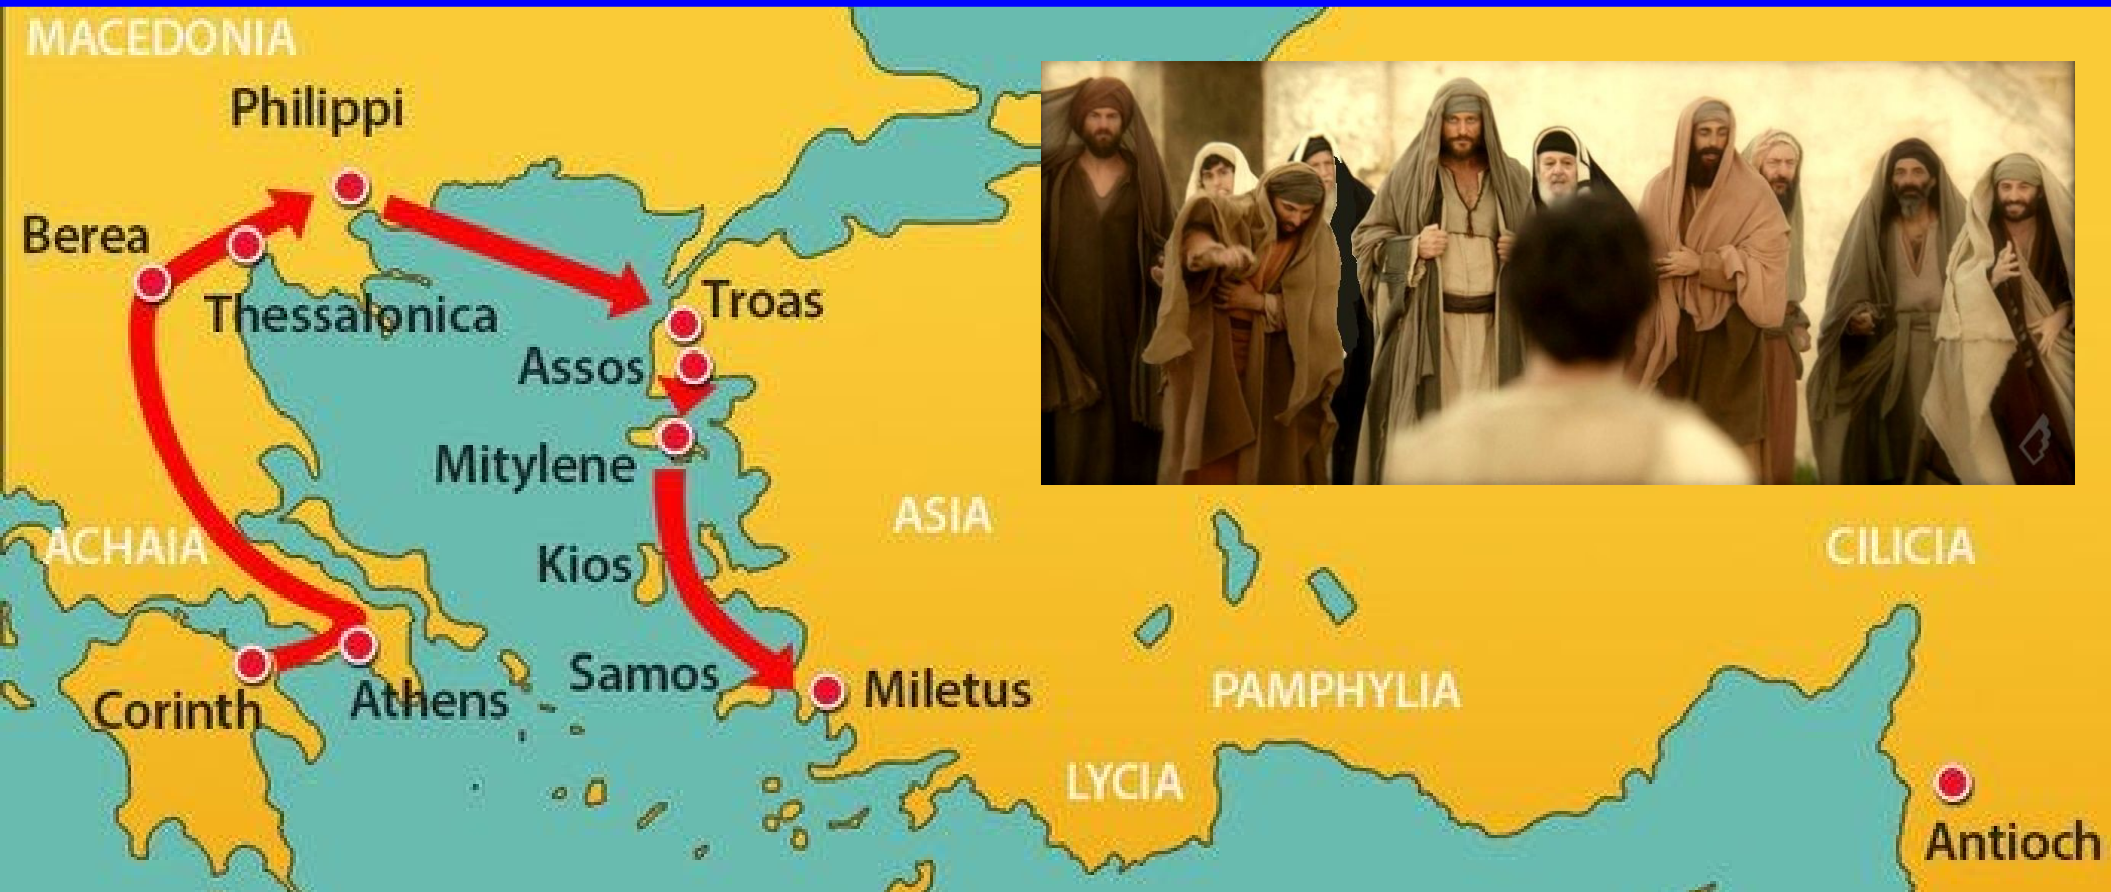 MACEDONIA
Philippi
Berea
Thessalonica
Troas
Assos
Mitylene
ASIA
ACHAIA
Kios
CILICIA
Samos
Miletus
PAMPHYLIA
Corinth
Athens
LYCIA
Antioch